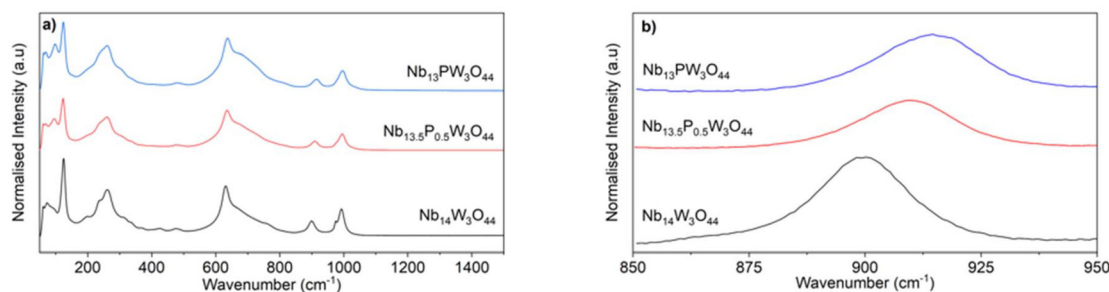 a)
Normalised Intensity (a.u)
Nb₁₃PW₃O₄₄
Nb₁₃.₅P₀.₅W₃O₄₄
Nb₁₄W₃O₄₄
200 400 600 800 1000 1200 1400
Wavenumber (cm⁻¹)
b)
Normalised Intensity (a.u)
Nb₁₃PW₃O₄₄
Nb₁₃.₅P₀.₅W₃O₄₄
Nb₁₄W₃O₄₄
850 875 900 925 950
Wavenumber (cm⁻¹)